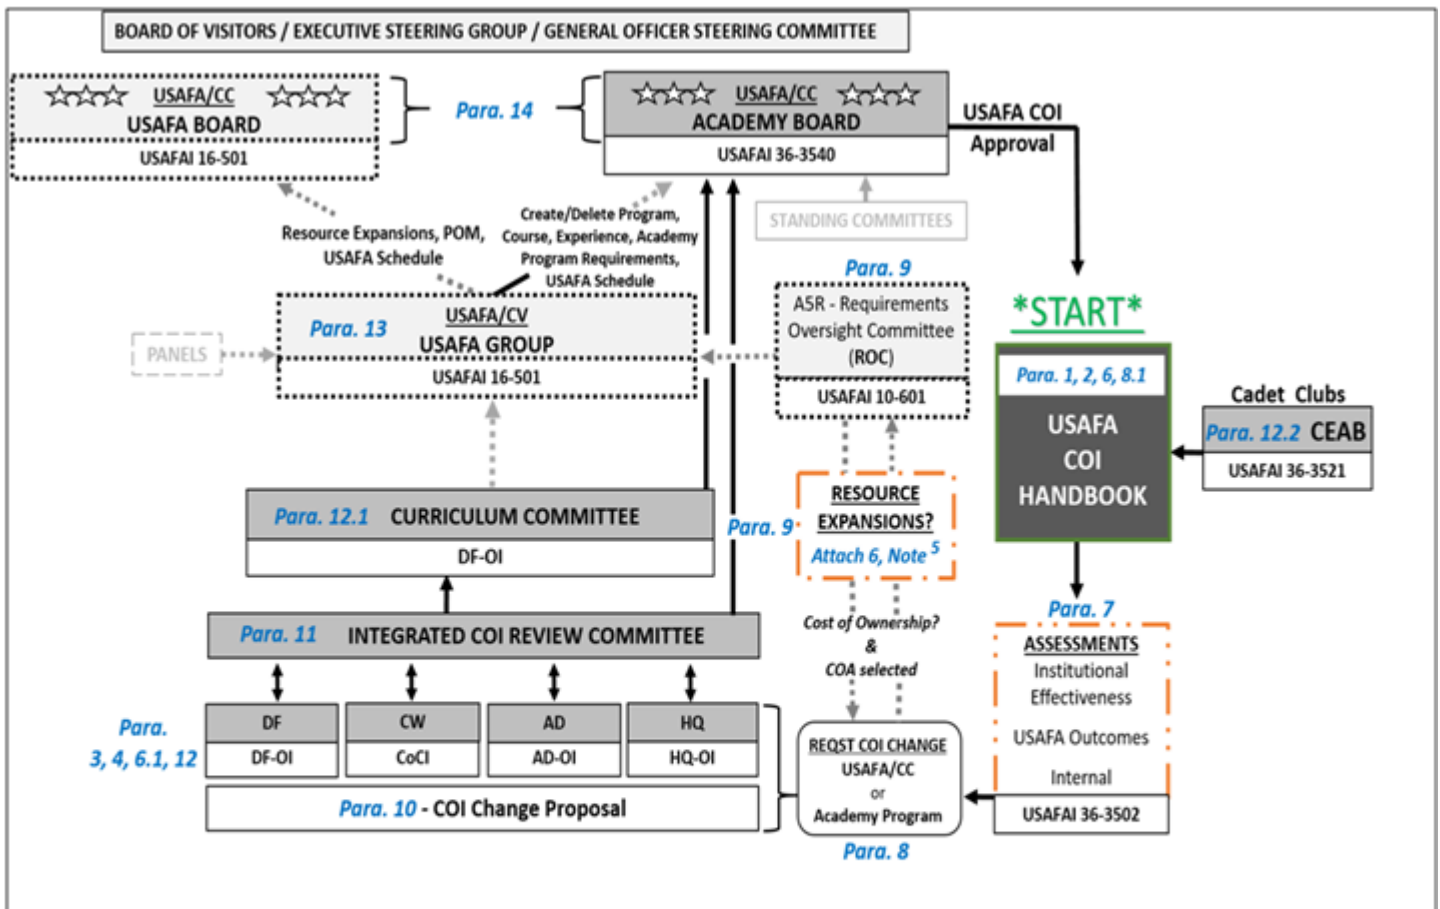 BOARD OF VISITORS / EXECUTIVE STEERING GROUP / GENERAL OFFICER STEERING COMMITTEE
USAFA/CC
USAFA BOARD
USAFAI 16-501
Para. 14
USAFA/CC
ACADEMY BOARD
USAFAI 36-3540
USAFA COI
Approval
STANDING COMMITTEES
Resource Expansions, POM,
USAFA Schedule
Create/Delete Program,
Course, Experience, Academy
Program Requirements,
USAFA Schedule
Para. 9
A5R - Requirements
Oversight Committee
(ROC)
USAFAI 10-601
*START*
Para. 1, 2, 6, 8.1
USAFA
COI
HANDBOOK
Cadet Clubs
Para. 12.2 CEAB
USAFAI 36-3521
PANELS
Para. 13
USAFA/CV
USAFA GROUP
USAFAI 16-501
Para. 12.1 CURRICULUM COMMITTEE
DF-OI
Para. 9
RESOURCE
EXPANSIONS?
Attach 6, Note 5
Cost of Ownership?
&
COA selected
Para. 7
ASSESSMENTS
Institutional
Effectiveness
USAFA Outcomes
Internal
USAFAI 36-3502
Para. 11 INTEGRATED COI REVIEW COMMITTEE
Para.
3, 4, 6.1, 12
DF
DF-OI
CW
CoCI
AD
AD-OI
HQ
HQ-OI
Para. 10 - COI Change Proposal
REQST COI CHANGE
USAFA/CC
or
Academy Program
Para. 8